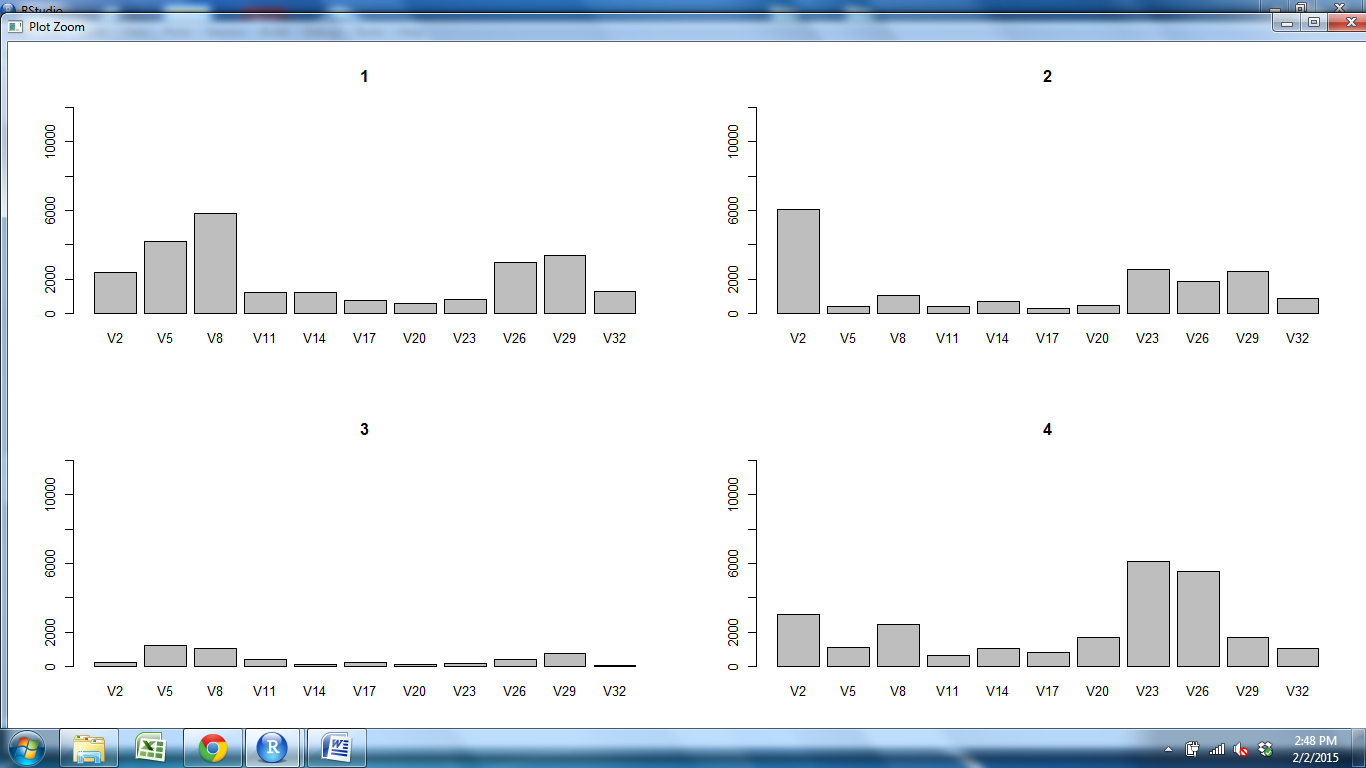 RStudio
Plot Zoom
1
0 2000 6000 10000
V2 V5 V8 V11 V14 V17 V20 V23 V26 V29 V32
2
0 2000 6000 10000
V2 V5 V8 V11 V14 V17 V20 V23 V26 V29 V32
3
0 2000 6000 10000
V2 V5 V8 V11 V14 V17 V20 V23 V26 V29 V32
4
0 2000 6000 10000
V2 V5 V8 V11 V14 V17 V20 V23 V26 V29 V32
R
W
2:48 PM
2/2/2015